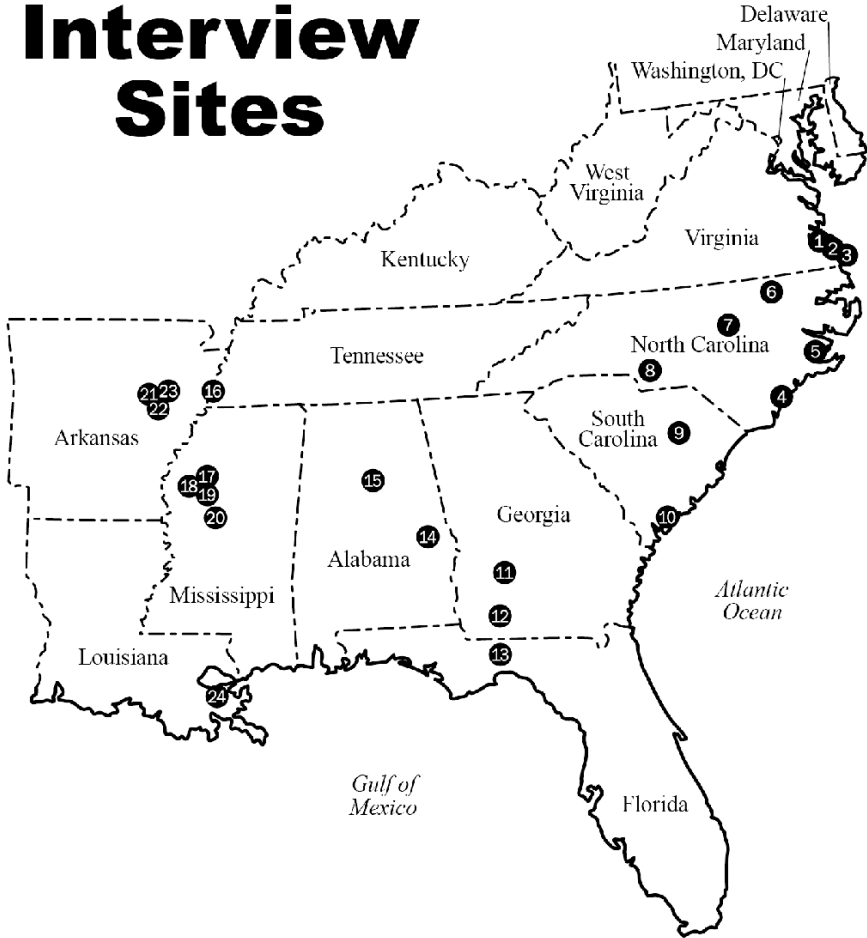 Interview
Sites
Delaware
Maryland
Washington, DC
West
Virginia
Virginia
Kentucky
1
2
3
6
7
North Carolina
Tennessee
5
8
4
21
23
22
16
South
Carolina
9
Arkansas
17
18
19
15
20
10
Georgia
14
Alabama
11
Mississippi
12
Atlantic
Ocean
Louisiana
13
24
Gulf of
Mexico
Florida